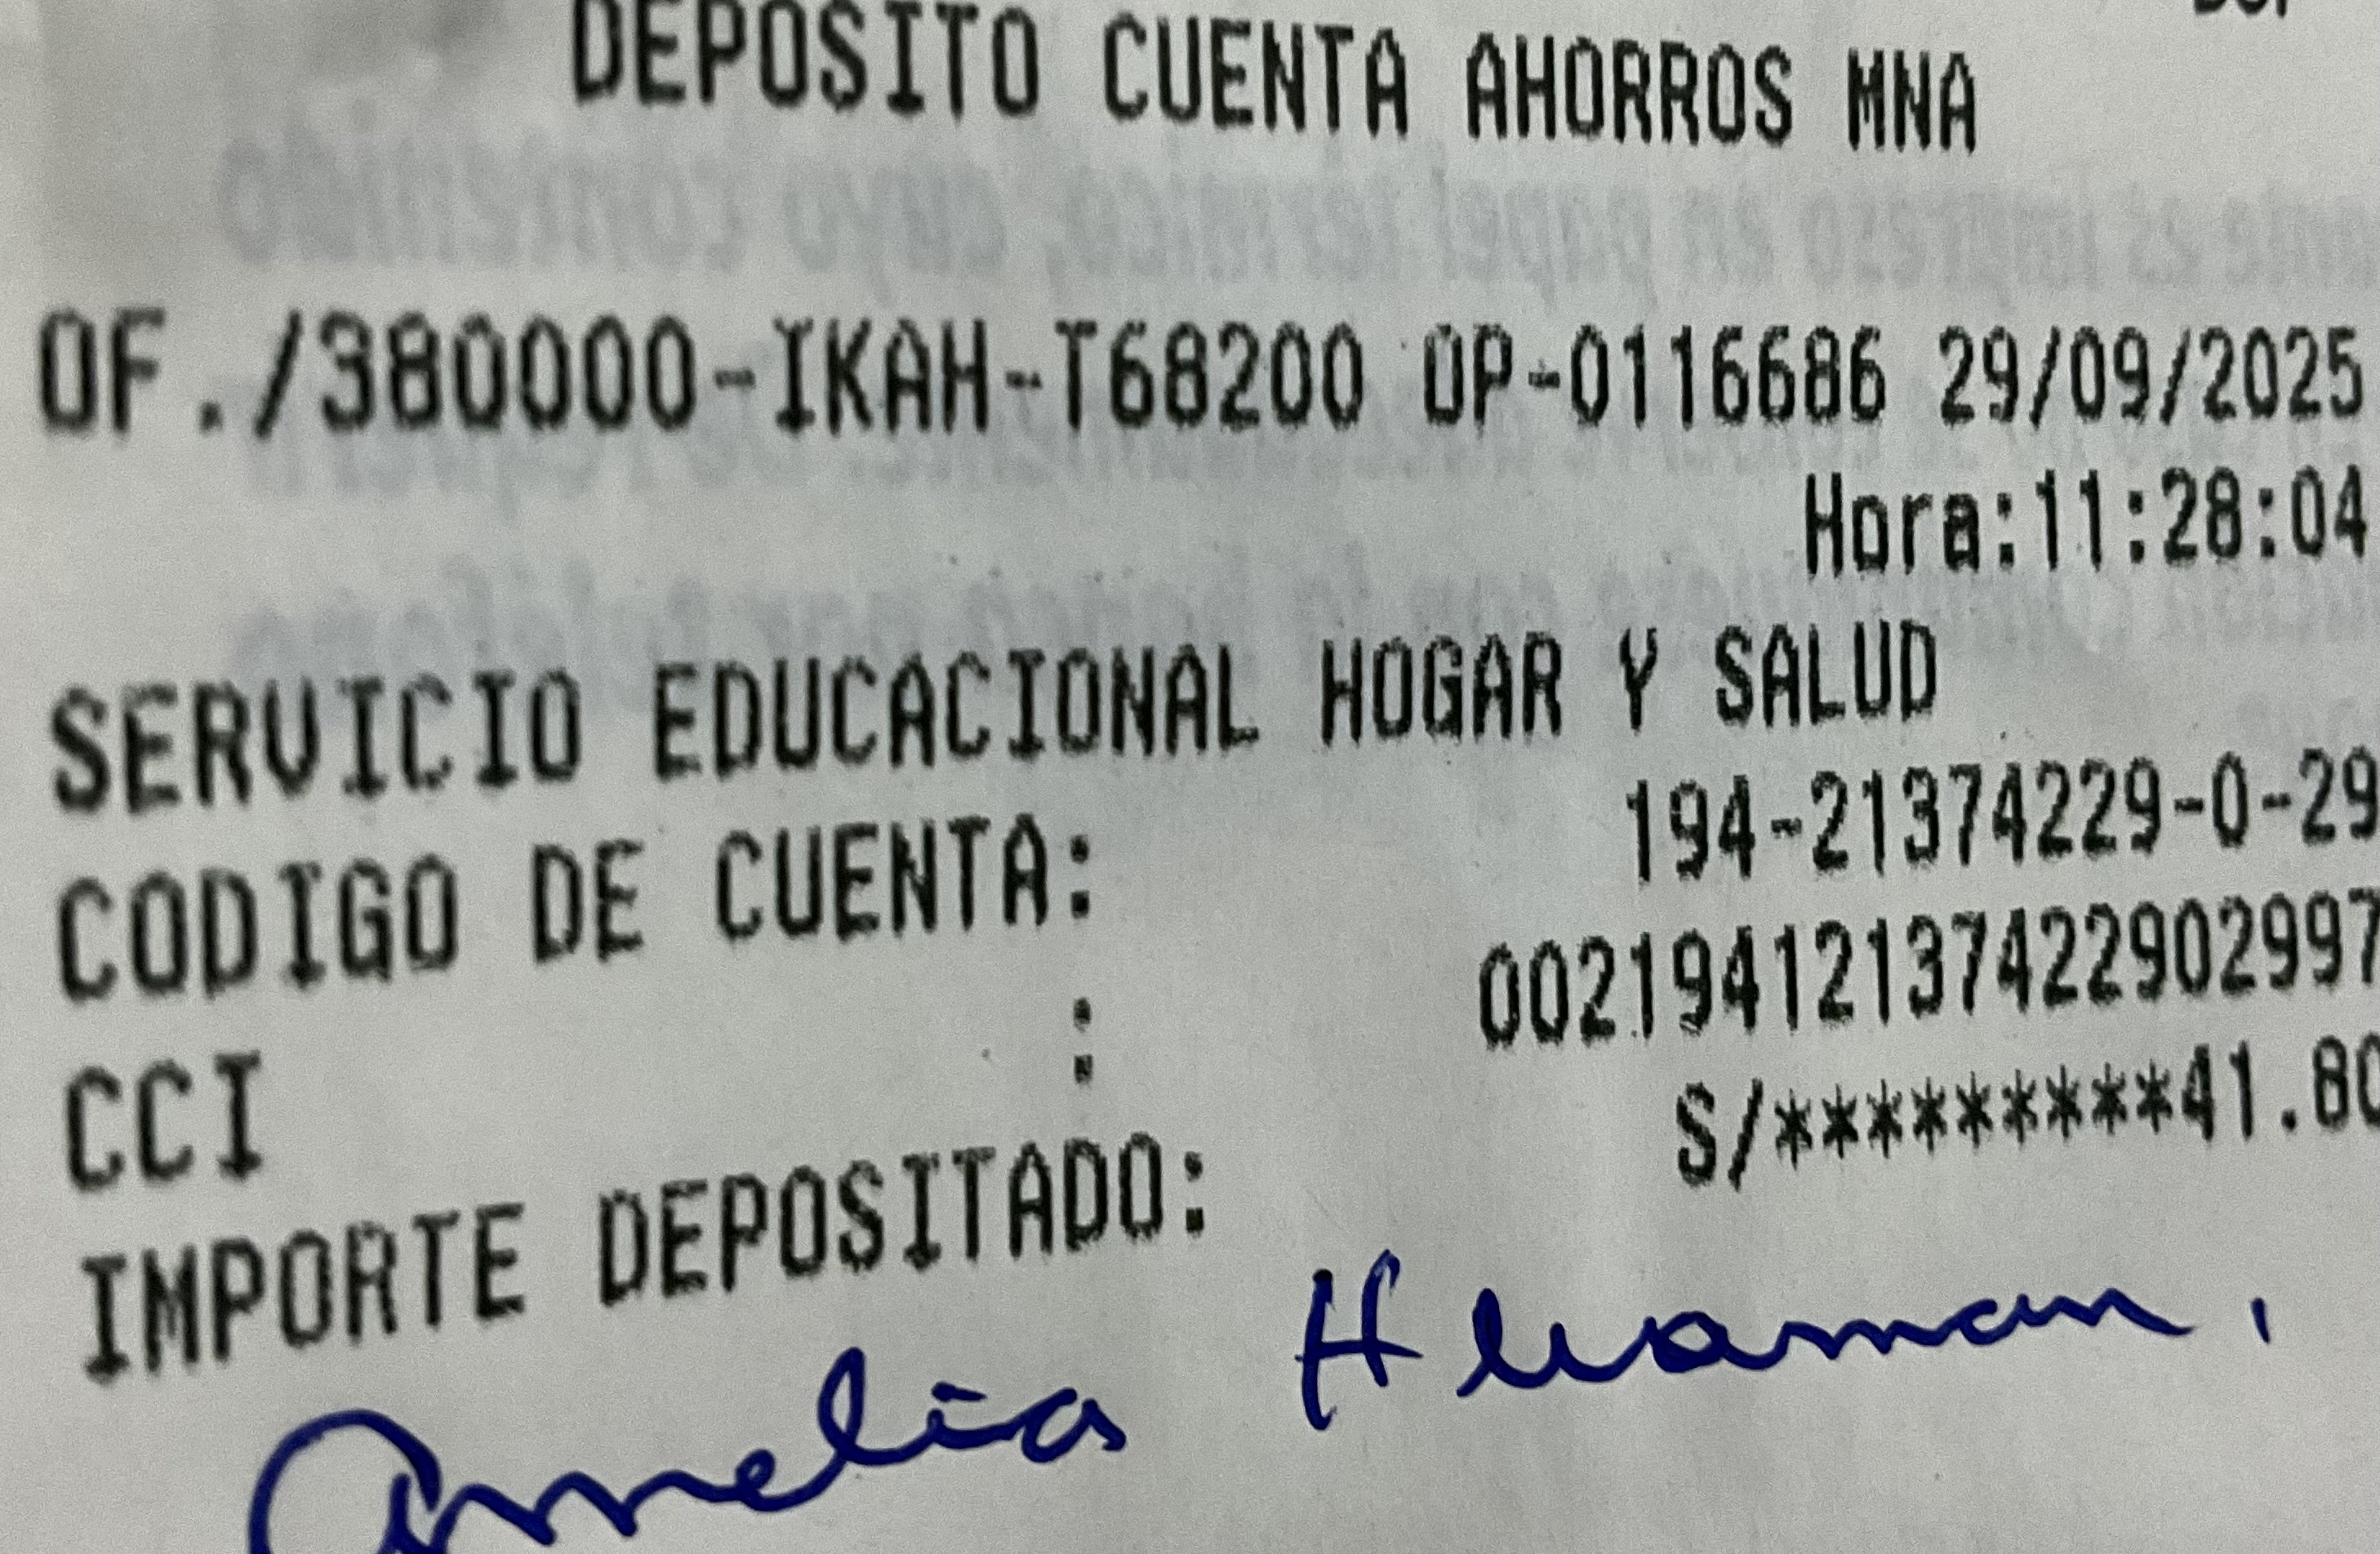 DEPOSITO CUENTA AHORROS MNA
OF./380000-IKAH-T68200 OP-0116686 29/09/2025
Hora:11:28:04
SERVICIO EDUCACIONAL HOGAR Y SALUD
CODIGO DE CUENTA: 194-21374229-0-29
CCI : 00219412137422902997
IMPORTE DEPOSITADO: S/*********41.80
Amelia Huaman.